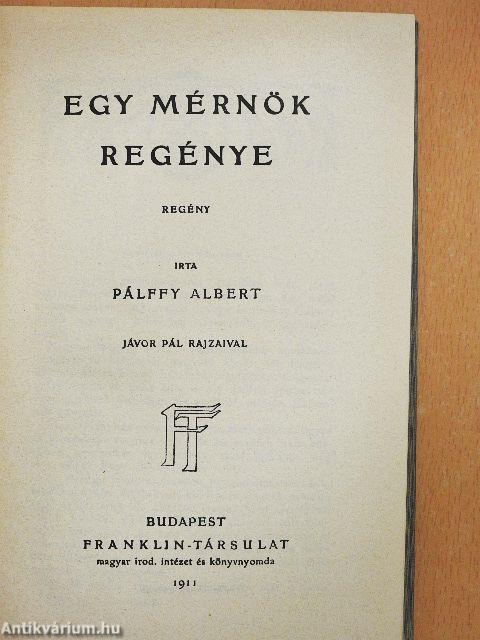 EGY MÉRNÖK
REGÉNYE
REGÉNY
IRTA
PÁLFFY ALBERT
JÁVOR PÁL RAJZAIVAL
FT
BUDAPEST
FRANKLIN-TÁRSULAT
magyar irod. intézet és könyvnyomda
1911
Antikvárium.hu